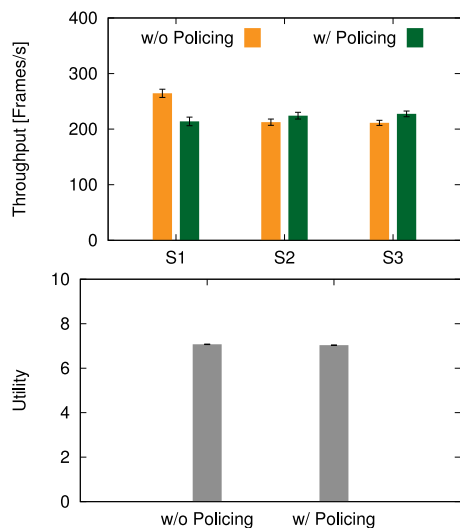 400
w/o Policing w/ Policing
300
200
100
0
Throughput [Frames/s]
S1 S2 S3
10
8
6
4
2
0
Utility
w/o Policing w/ Policing